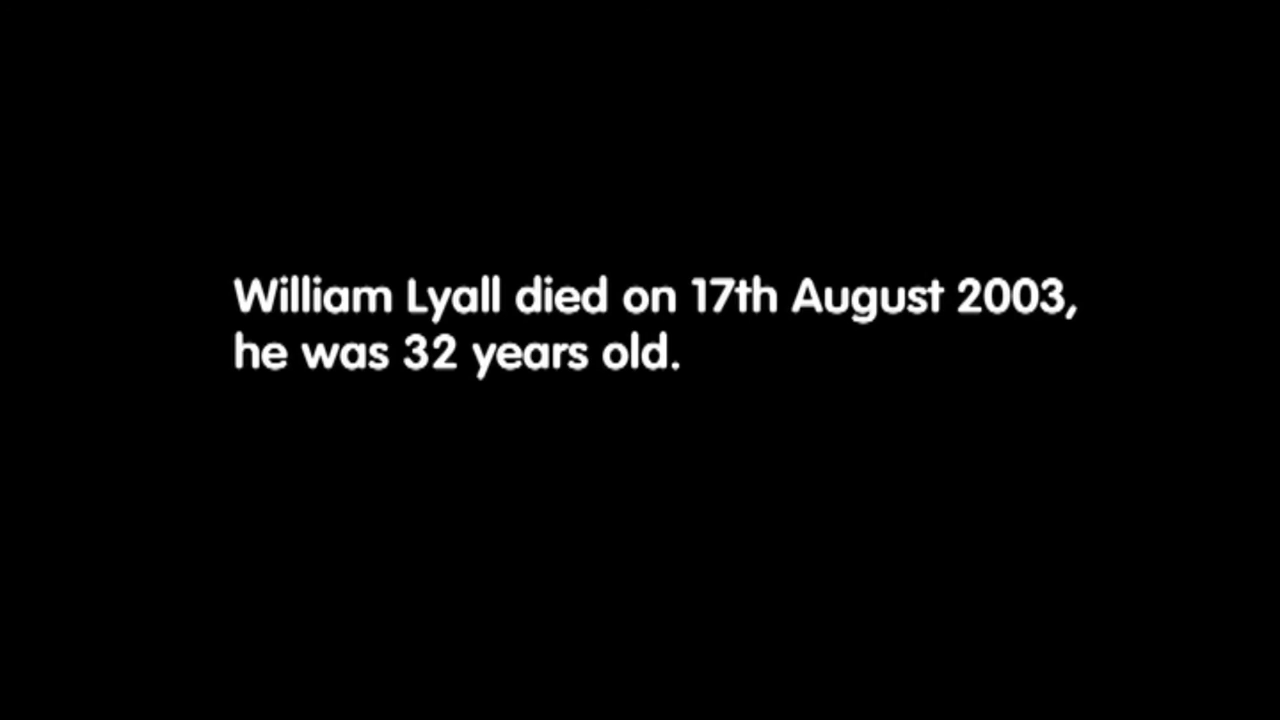 William Lyall died on 17th August 2003,
he was 32 years old.